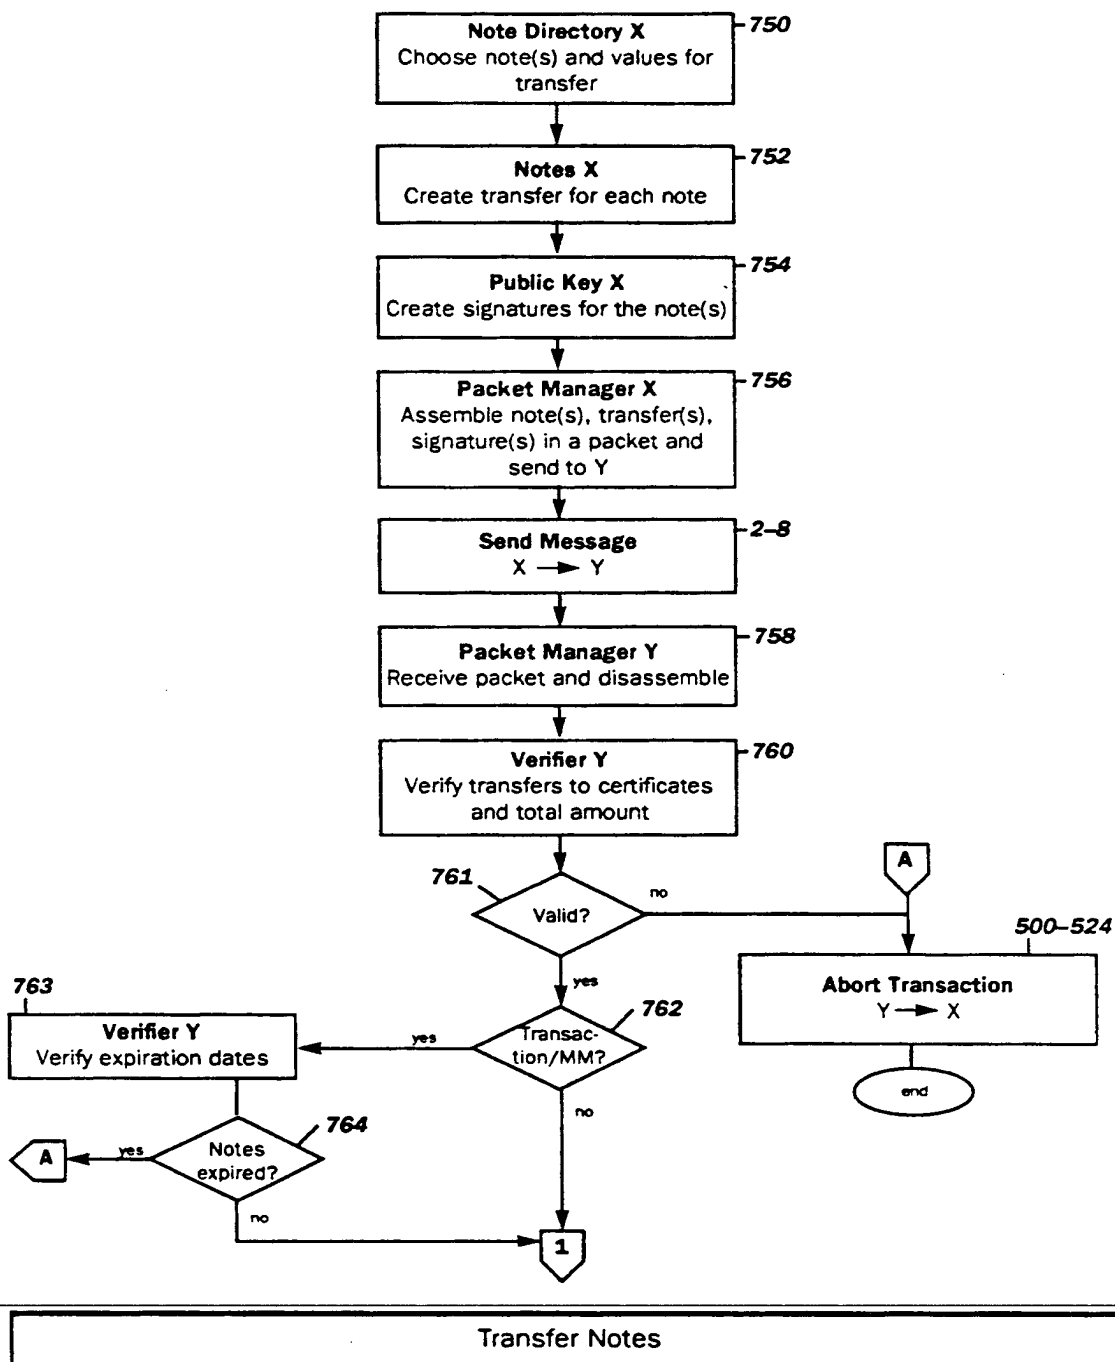 Note Directory X
Choose note(s) and values for
transfer
750
Notes X
Create transfer for each note
752
Public Key X
Create signatures for the note(s)
754
Packet Manager X
Assemble note(s), transfer(s),
signature(s) in a packet and
send to Y
756
Send Message
X → Y
2–8
Packet Manager Y
Receive packet and disassemble
758
Verifier Y
Verify transfers to certificates
and total amount
760
A
761
Valid?
no
yes
500–524
Abort Transaction
Y → X
end
762
Transac-
tion/MM?
yes
no
763
Verifier Y
Verify expiration dates
764
Notes
expired?
yes
A
no
1
Transfer Notes